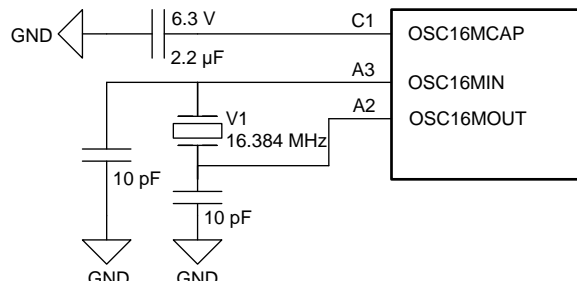 6.3 V
C1
GND
OSC16MCAP
2.2 µF
A3
OSC16MIN
A2
V1
OSC16MOUT
16.384 MHz
10 pF
10 pF
GND
GND